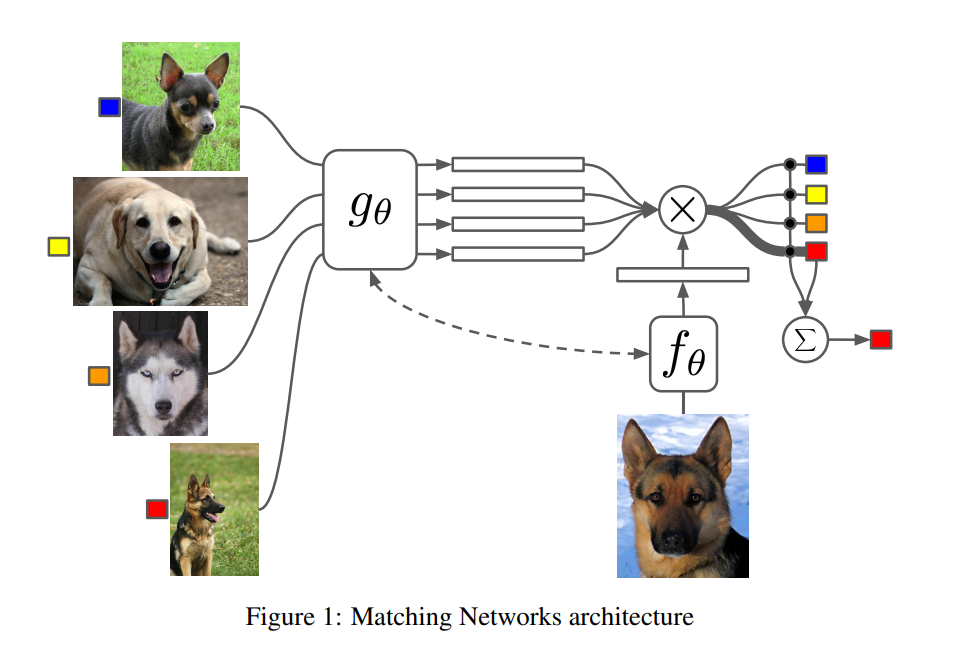 gθ
×
fθ
Σ
Figure 1: Matching Networks architecture